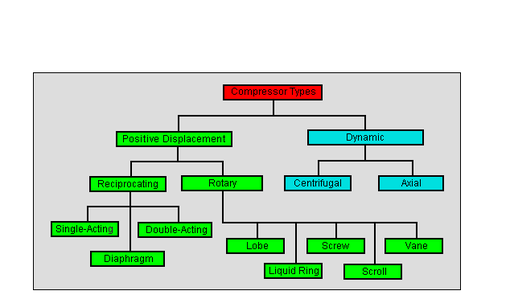 Compressor Types
Positive Displacement
Dynamic
Reciprocating
Rotary
Centrifugal
Axial
Single-Acting
Double-Acting
Diaphragm
Lobe
Screw
Vane
Liquid Ring
Scroll